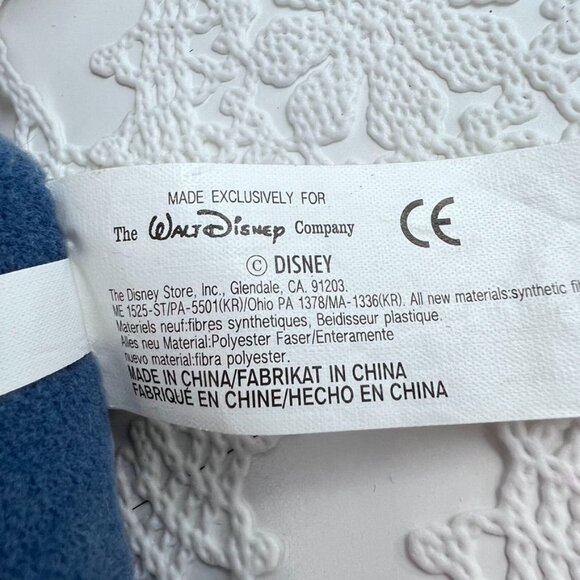 MADE EXCLUSIVELY FOR
The WALT DISNEP Company
CE
© DISNEY
The Disney Store, Inc., Glendale, CA. 91203.
ME 1525-ST/PA-5501(KR)/Ohio PA 1378/MA-1336(KR). All new materials:synthetic fi
Materiels neuf:fibres synthetiques, Beidisseur plastique.
Alles neu Material:Polyester Faser/Enteramente
nuevo material:fibra polyester.
MADE IN CHINA/FABRIKAT IN CHINA
FABRIQUÉ EN CHINE/HECHO EN CHINA